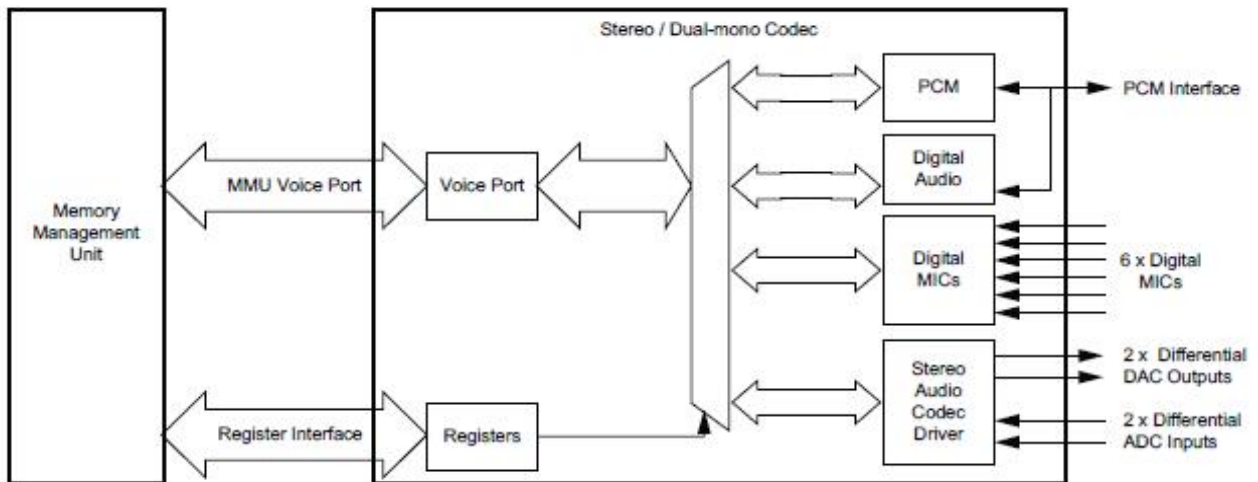 Stereo / Dual-mono Codec
PCM
PCM Interface
Digital
Audio
MMU Voice Port
Voice Port
Memory
Management
Unit
Digital
MICs
6 x Digital
MICs
Stereo
Audio
Codec
Driver
2 x Differential
DAC Outputs
2 x Differential
ADC Inputs
Register Interface
Registers